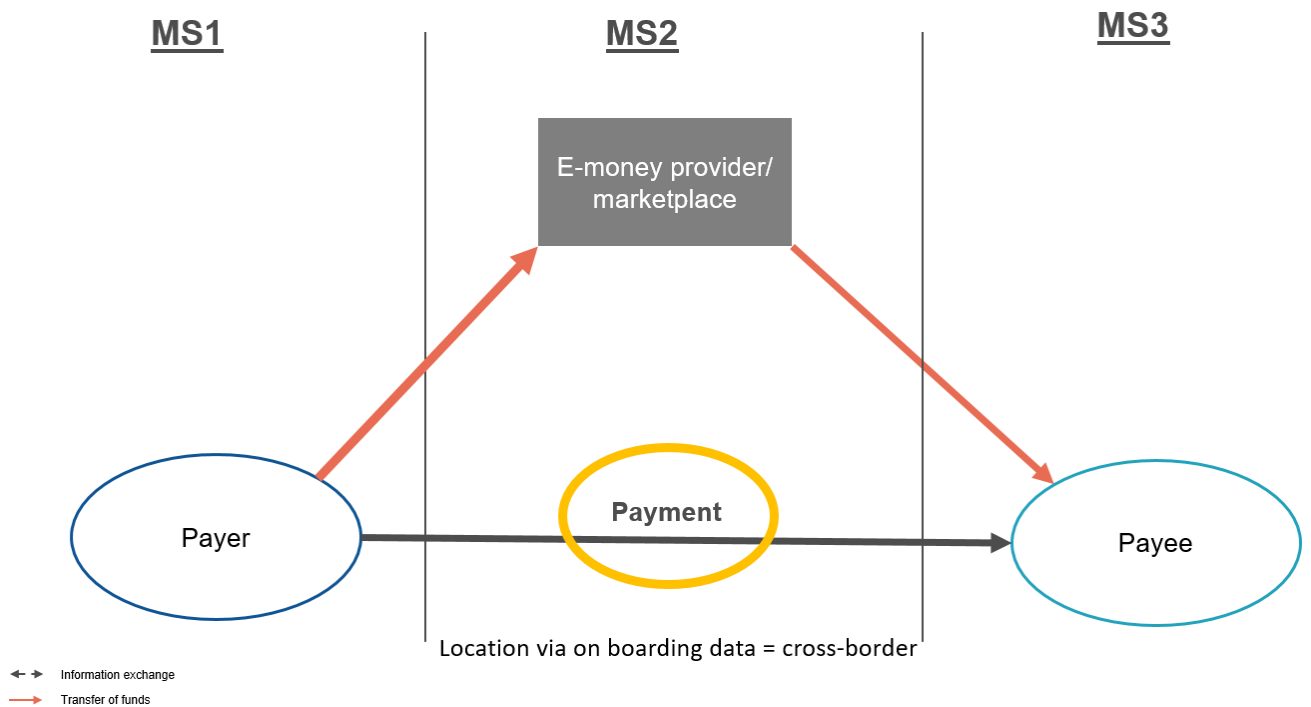 MS1
MS2
MS3
E-money provider/
marketplace
Payment
Payer
Payee
Location via on boarding data = cross-border
Information exchange
Transfer of funds